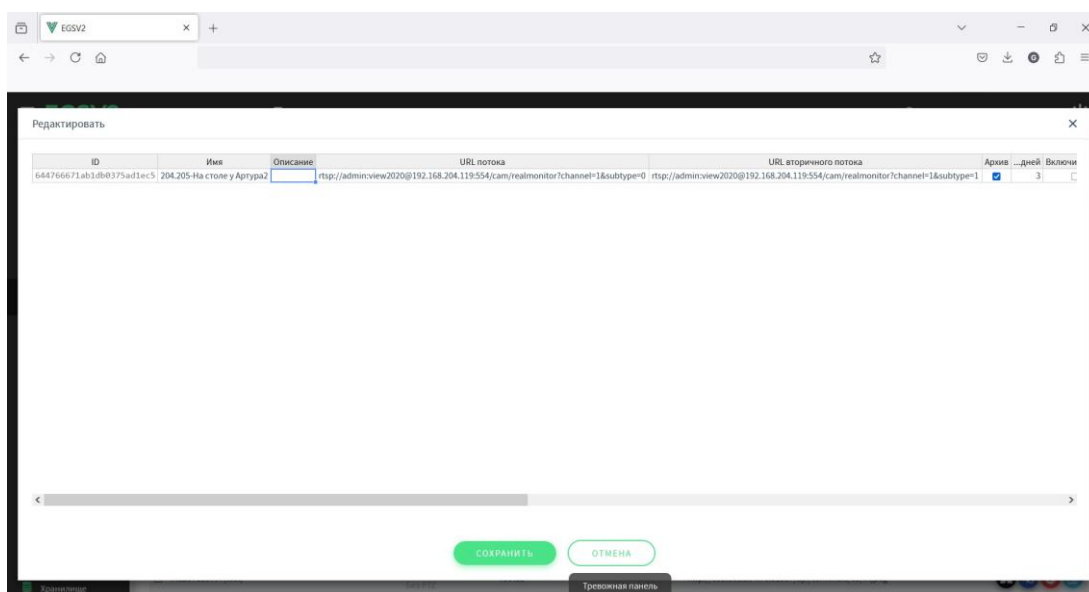 EGSV2
EGSV2
Редактировать
ID Имя Описание URL потока URL вторичного потока Архив ...дней Включи
644766671ab1db0375ad1ec5 204.205-На столе у Артура2 rtsp://admin:view2020@192.168.204.119:554/cam/realmonitor?channel=1&subtype=0 rtsp://admin:view2020@192.168.204.119:554/cam/realmonitor?channel=1&subtype=1 3
СОХРАНИТЬ ОТМЕНА
Хранилище Тревожная панель